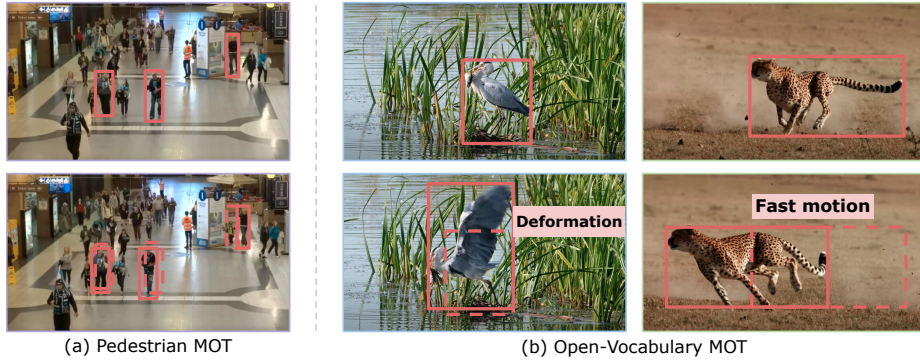 Deformation
Fast motion
(a) Pedestrian MOT
(b) Open-Vocabulary MOT